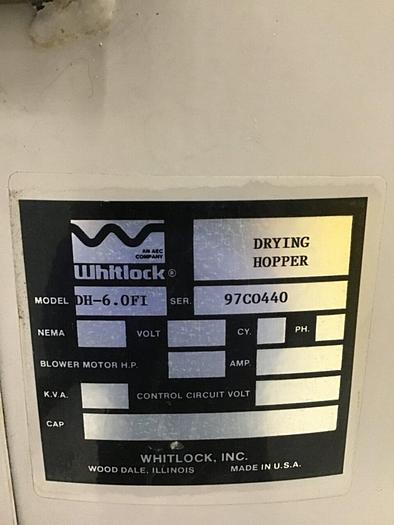 AN AEC
COMPANY
Whitlock®
DRYING
HOPPER
MODEL DH-6.0FI SER. 97C0440
NEMA VOLT CY. PH.
BLOWER MOTOR H.P. AMP.
K.V.A. CONTROL CIRCUIT VOLT
CAP
WHITLOCK, INC.
WOOD DALE, ILLINOIS MADE IN U.S.A.